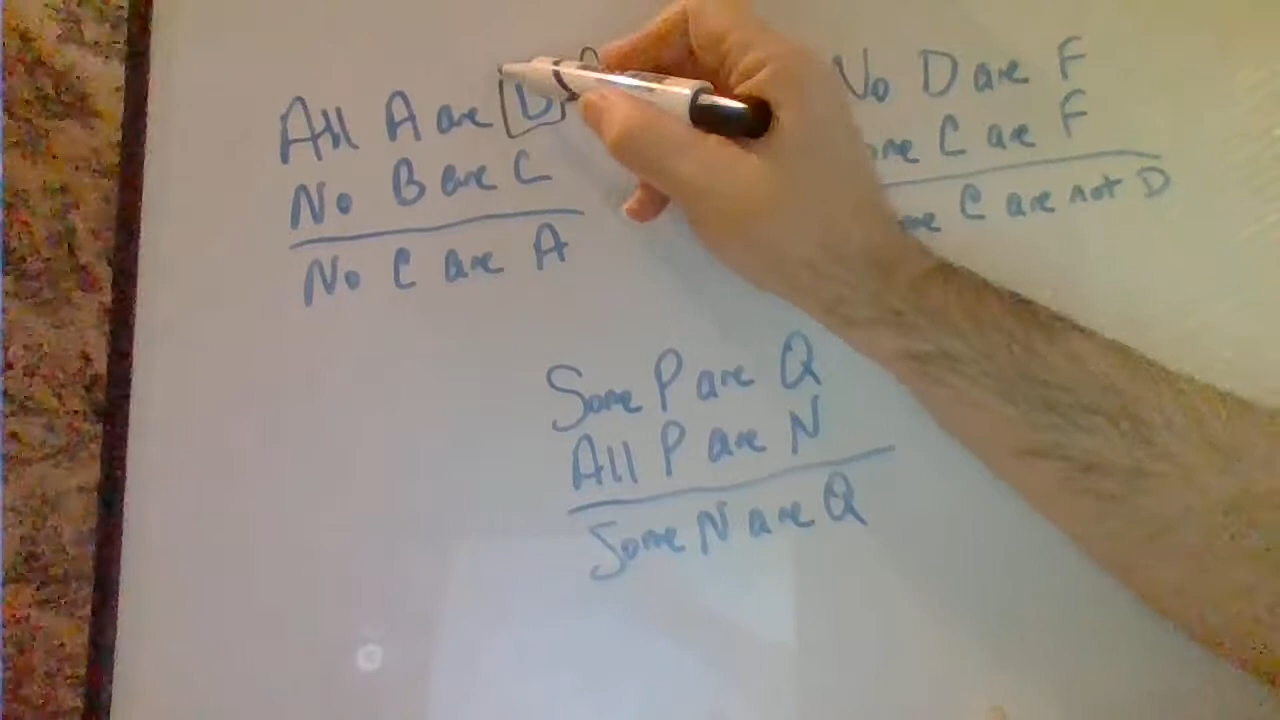 All A are
No B are C
No C are A
No D are F
C are F
C are not D
Some P are Q
All P are N
Some N are Q